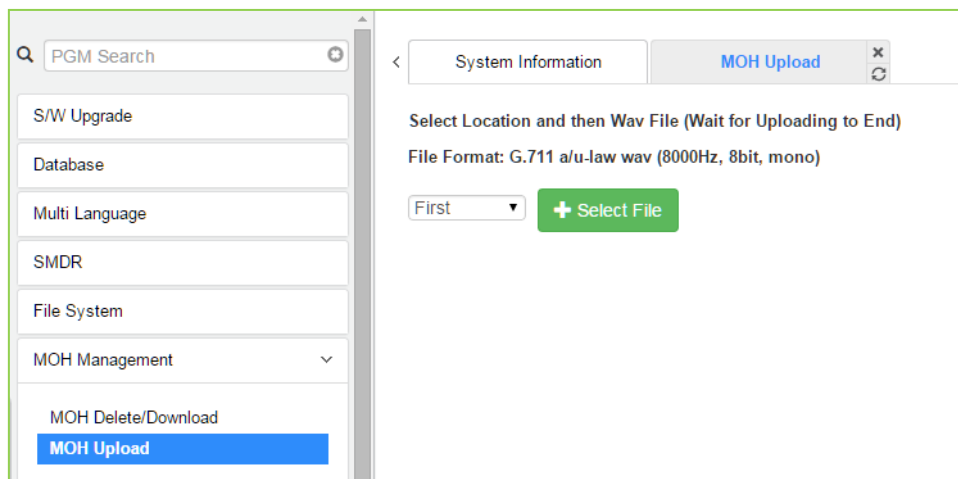 PGM Search
S/W Upgrade
Database
Multi Language
SMDR
File System
MOH Management
MOH Delete/Download
MOH Upload
System Information
MOH Upload
Select Location and then Wav File (Wait for Uploading to End)
File Format: G.711 a/u-law wav (8000Hz, 8bit, mono)
First
Select File